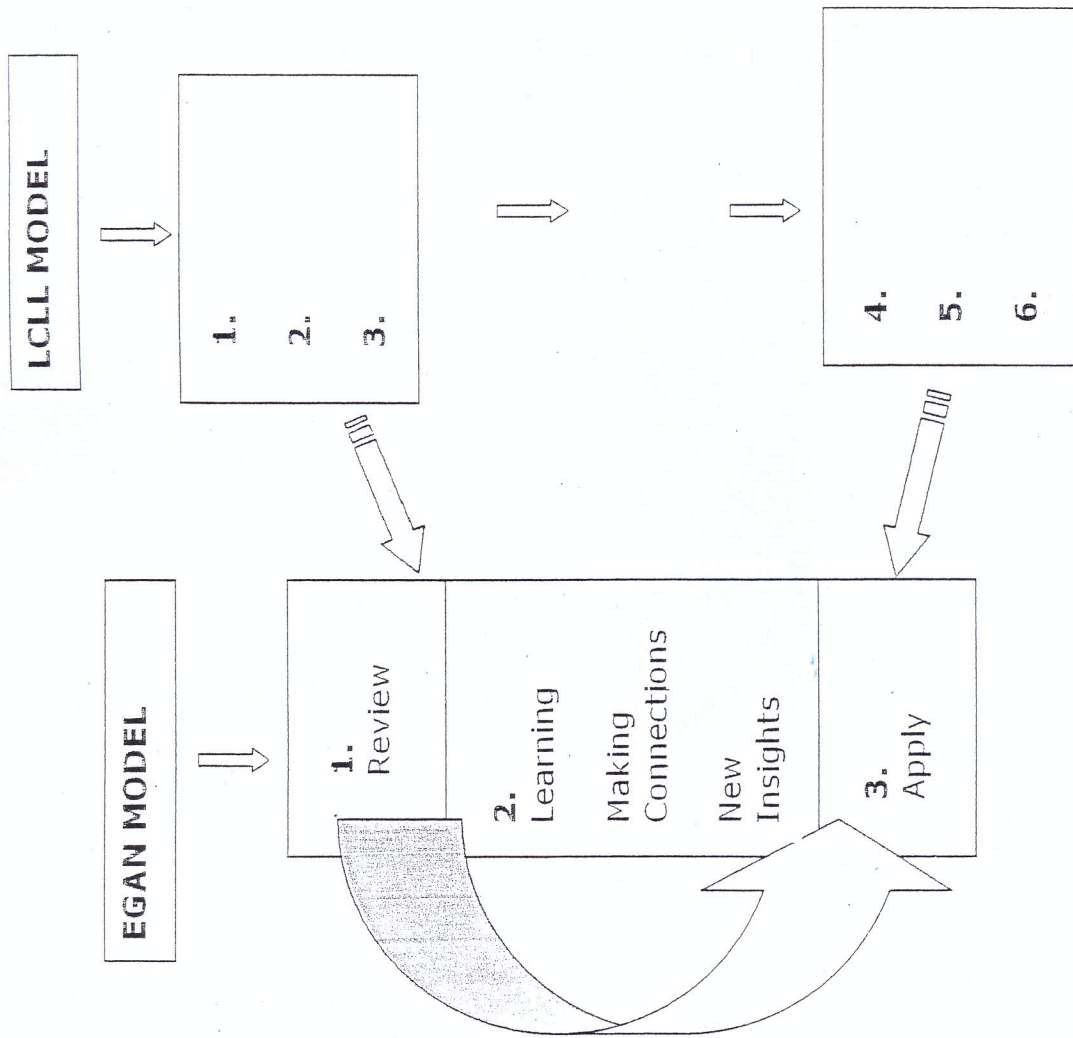 EGAN MODEL
1.
Review
2.
Learning
Making
Connections
New
Insights
3.
Apply
LCLL MODEL
1.
2.
3.
4.
5.
6.